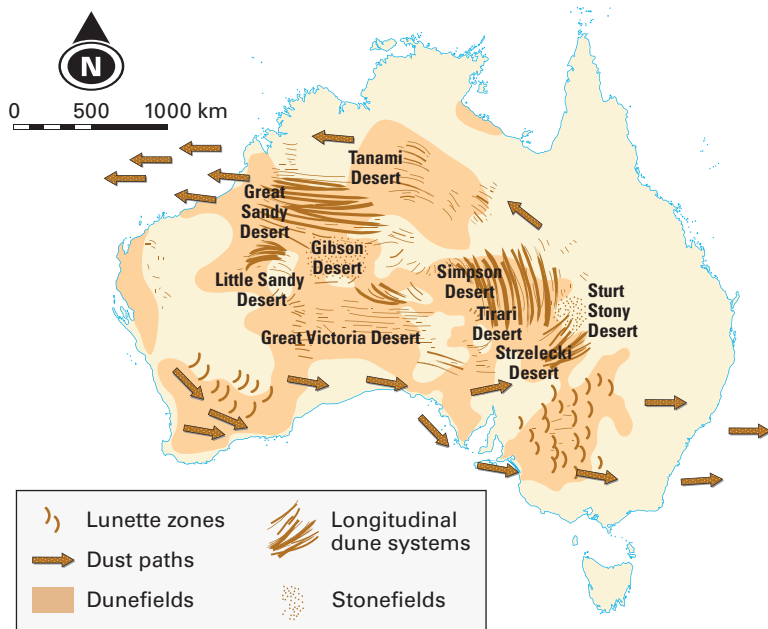 N
0 500 1000 km
Tanami
Desert
Great
Sandy
Desert
Gibson
Desert
Little Sandy
Desert
Simpson
Desert
Sturt
Stony
Desert
Tirari
Desert
Great Victoria Desert
Strzelecki
Desert
Lunette zones
Longitudinal
dune systems
Dust paths
Dunefields
Stonefields